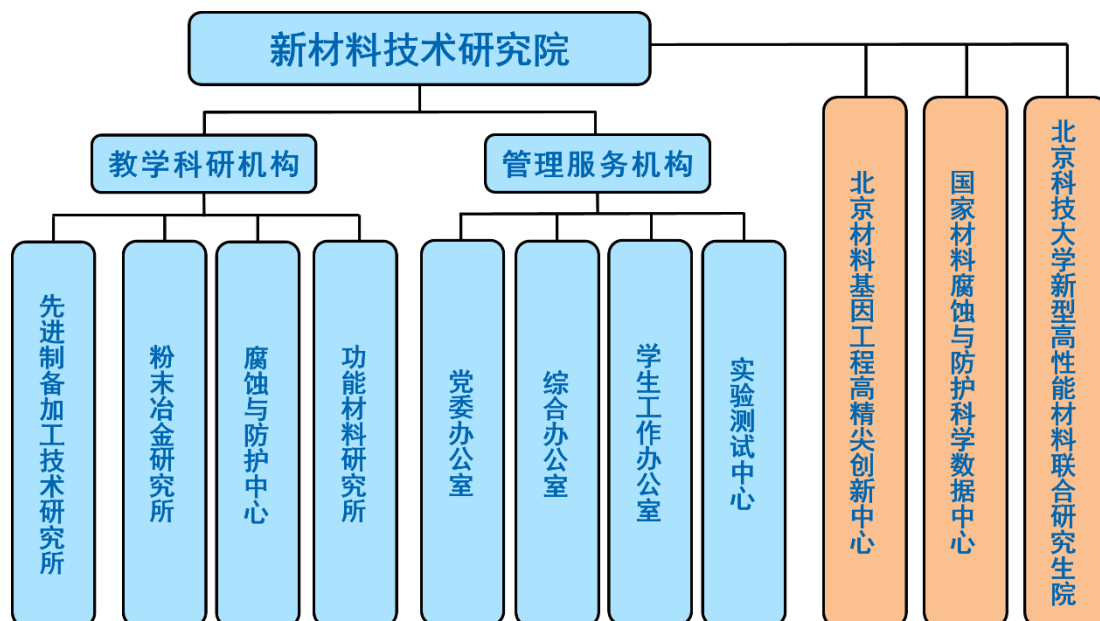 新材料技术研究院
教学科研机构
管理服务机构
先进制备加工技术研究所
粉末冶金研究所
腐蚀与防护中心
功能材料研究所
党委办公室
综合办公室
学生工作办公室
实验测试中心
北京材料基因工程高精尖创新中心
国家材料腐蚀与防护科学数据中心
北京科技大学新型高性能材料联合研究生院